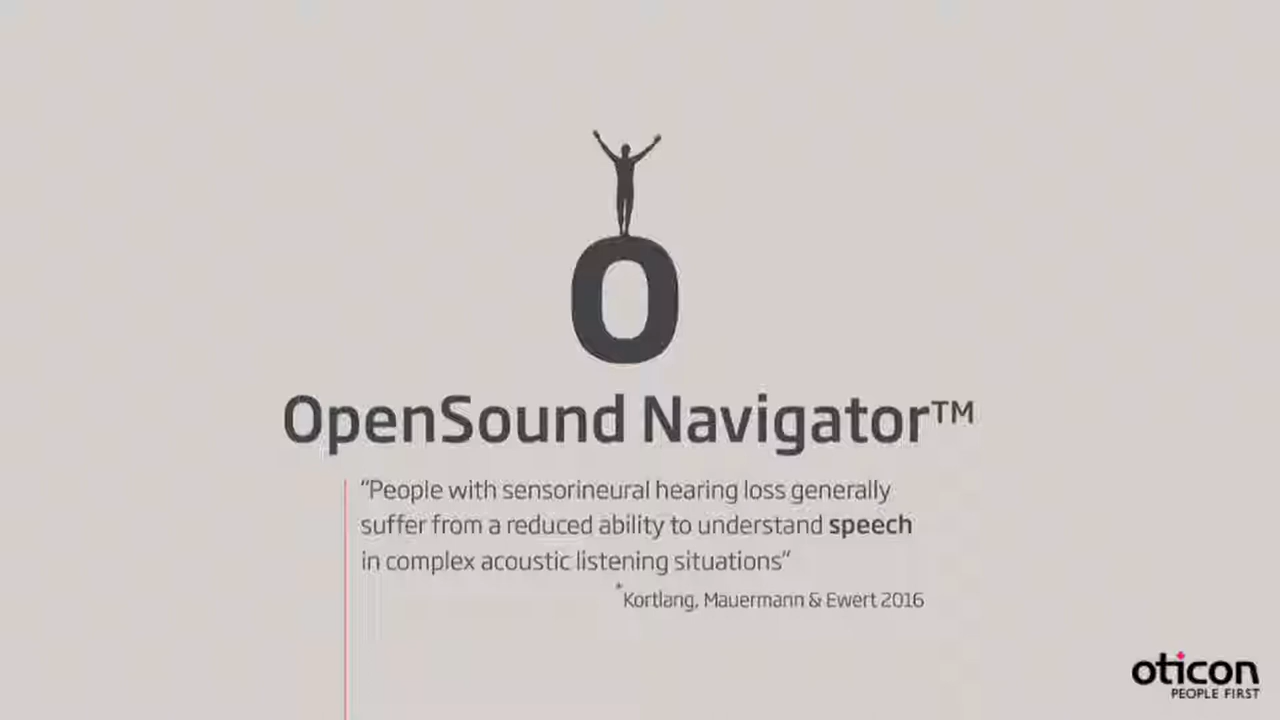 O
OpenSound Navigator™
“People with sensorineural hearing loss generally
suffer from a reduced ability to understand speech
in complex acoustic listening situations”
*Kortlang, Mauermann & Ewert 2016
oticon
PEOPLE FIRST